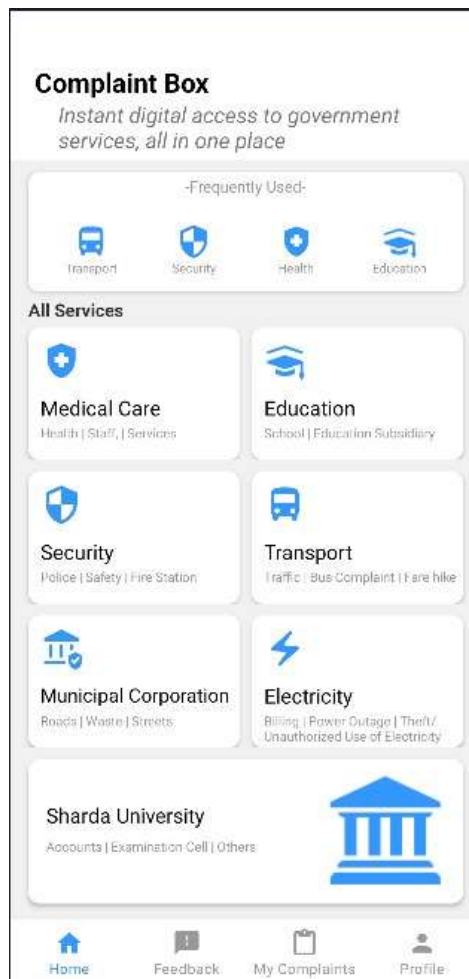 Complaint Box
Instant digital access to government
services, all in one place
-Frequently Used-
Transport Security Health Education
All Services
Medical Care
Health | Staff, | Services
Education
School | Education Subsidiary
Security
Police | Safety | Fire Station
Transport
Traffic | Bus Complaint | Fare hike
Municipal Corporation
Roads | Waste | Streets
Electricity
Billing | Power Outage | Theft/
Unauthorized Use of Electricity
Sharda University
Accounts | Examination Cell | Others
Home Feedback My Complaints Profile